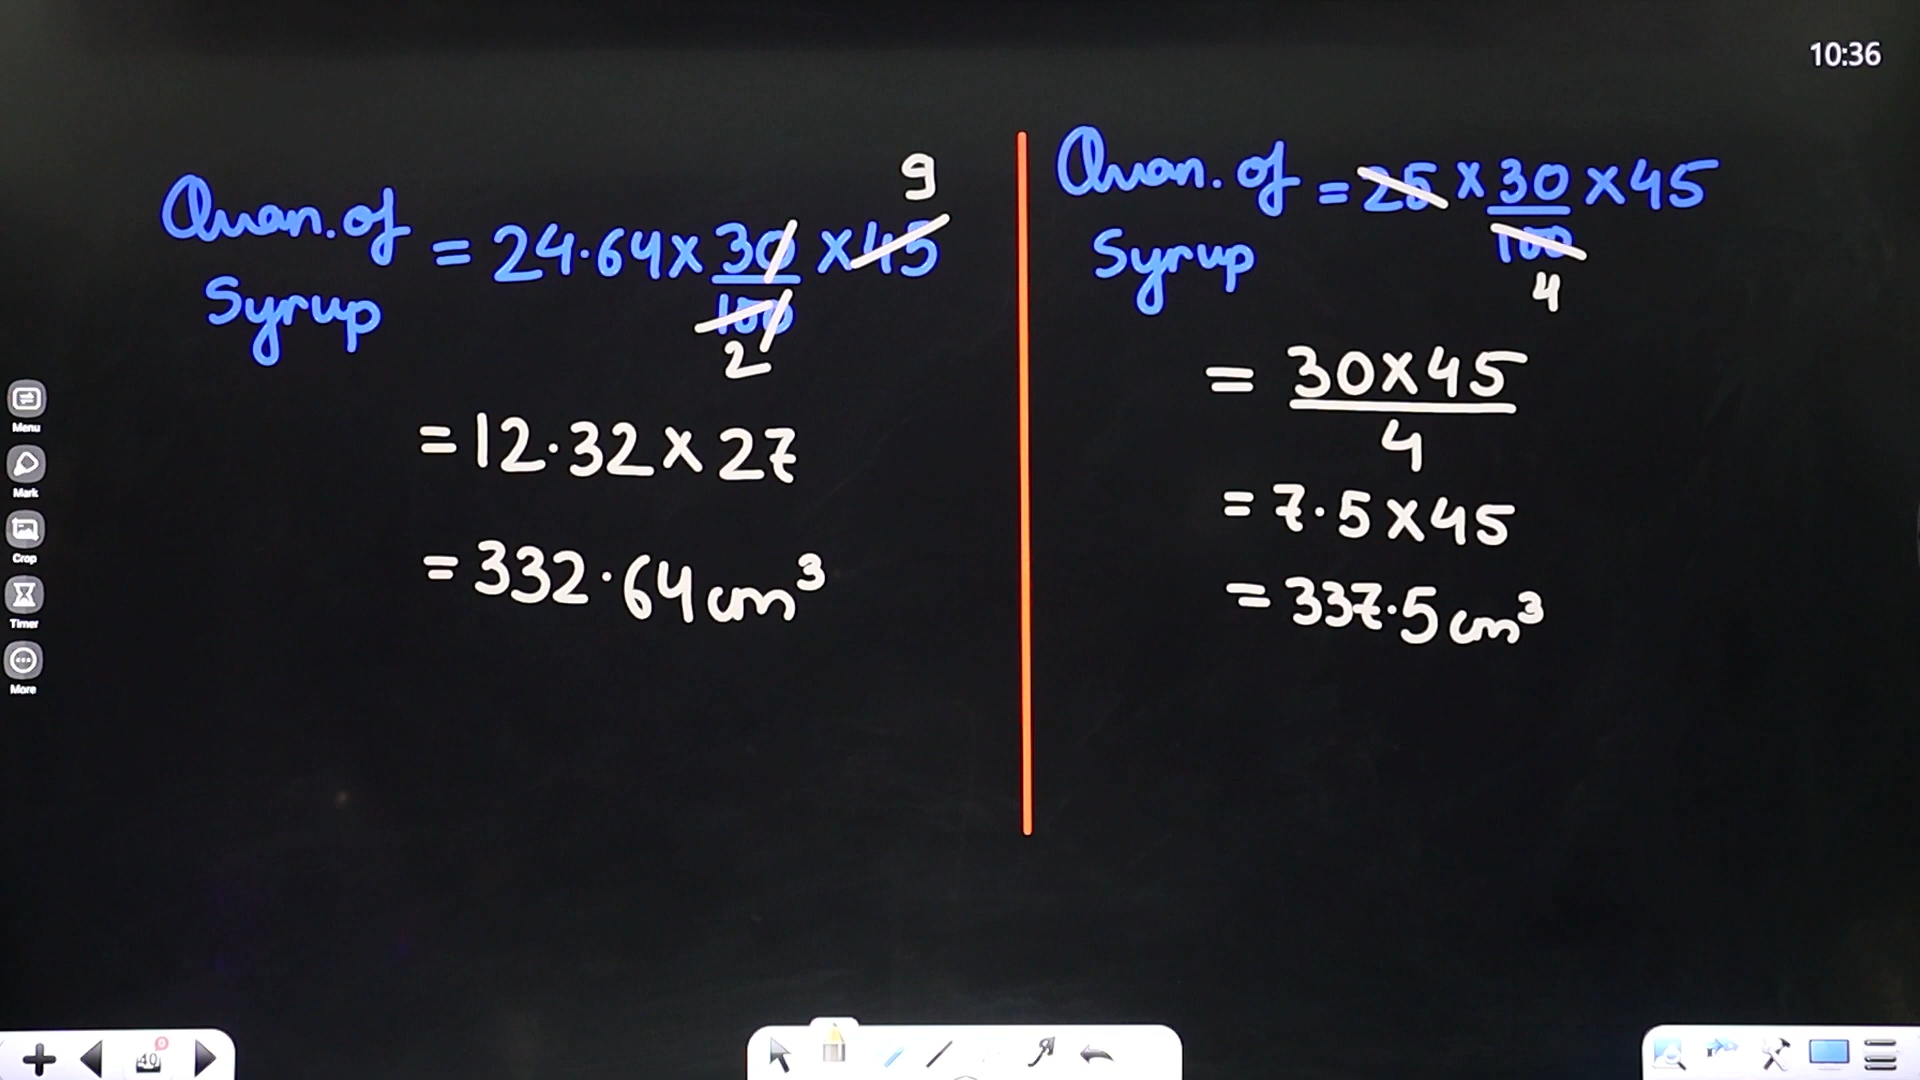 10:36
Quan. of Syrup = 24.64 x 30/100 x 45
9
2
= 12.32 x 27
= 332.64 cm³
Quan. of Syrup = 25 x 30/100 x 45
4
= 30x45/4
= 7.5 x 45
= 337.5 cm³
Menu
Mark
Crop
Timer
More
40
0